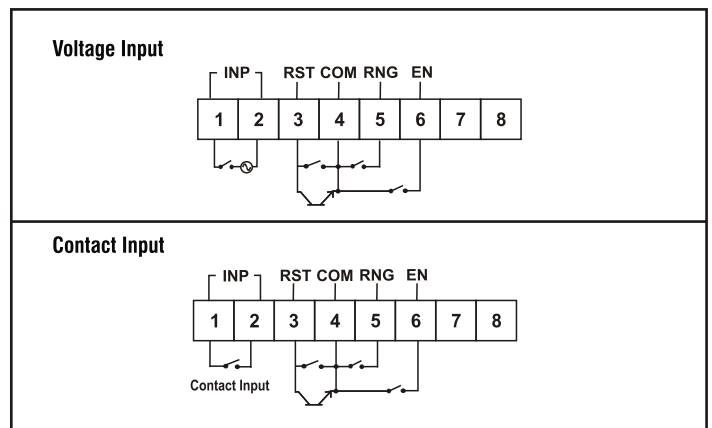 Voltage Input
INP RST COM RNG EN
1 2 3 4 5 6 7 8
Contact Input
INP RST COM RNG EN
1 2 3 4 5 6 7 8
Contact Input